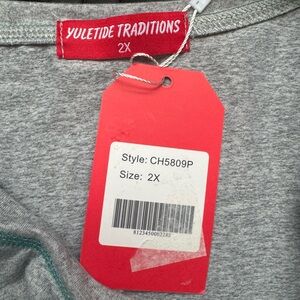 YULETIDE TRADITIONS
2X
Style: CH5809P
Size: 2X